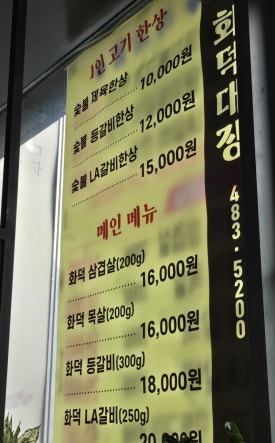 1인 고기 한상
숯불 제육한상
10,000원
숯불 등갈비한상
12,000원
숯불 LA갈비한상
15,000원
메인 메뉴
화덕 삼겹살(200g)
16,000원
화덕 목살(200g)
16,000원
화덕 등갈비(300g)
18,000원
화덕 LA갈비(250g)
화덕대장
483·5200